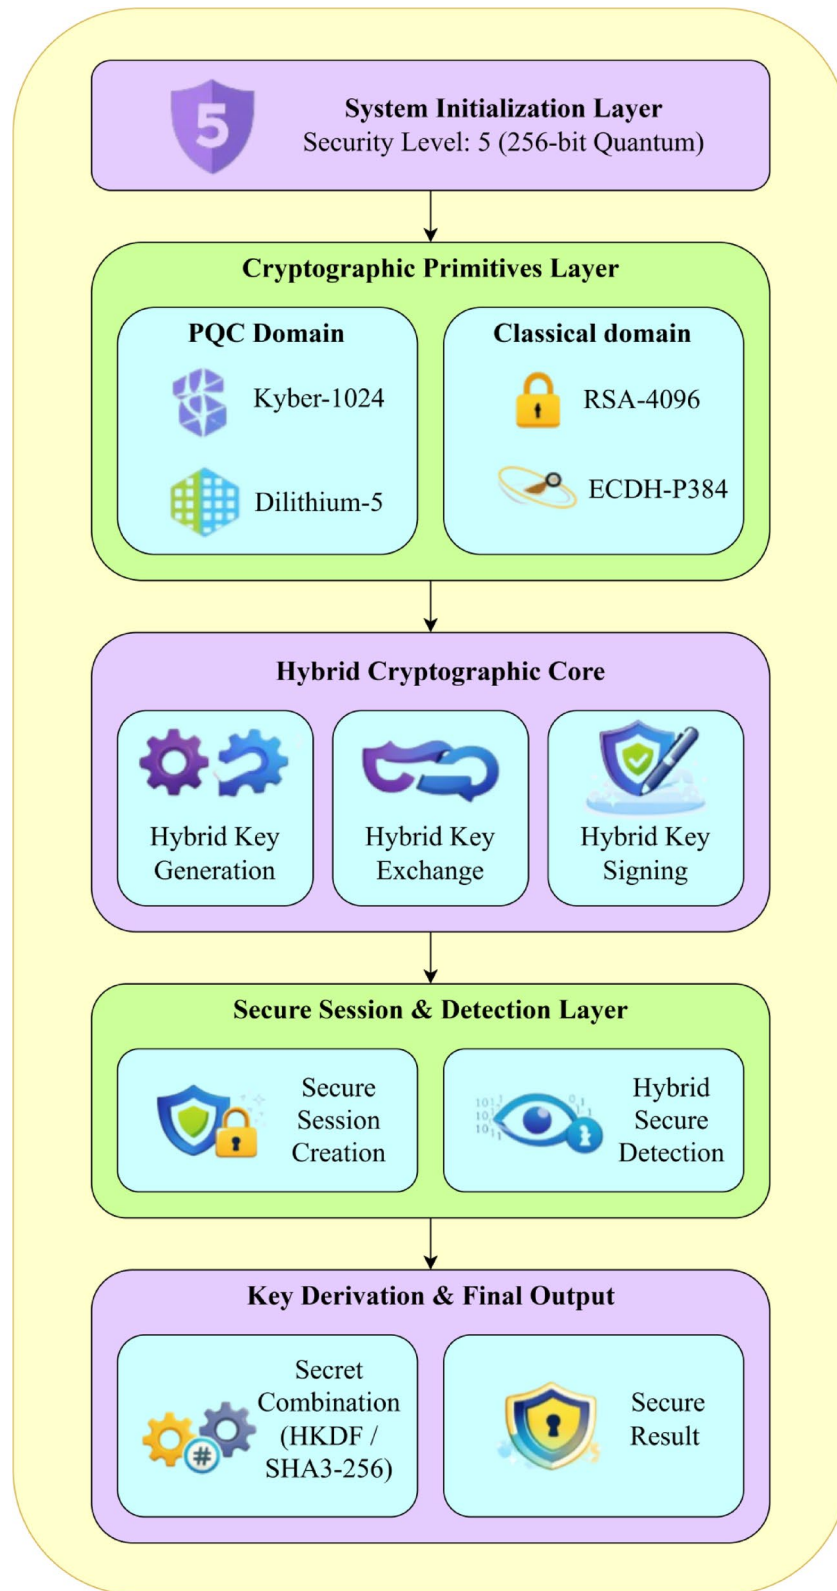 5
System Initialization Layer
Security Level: 5 (256-bit Quantum)
Cryptographic Primitives Layer
PQC Domain
Kyber-1024
Dilithium-5
Classical domain
RSA-4096
ECDH-P384
Hybrid Cryptographic Core
Hybrid Key
Generation
Hybrid Key
Exchange
Hybrid Key
Signing
Secure Session & Detection Layer
Secure
Session
Creation
Hybrid
Secure
Detection
Key Derivation & Final Output
Secret
Combination
(HKDF /
SHA3-256)
#
Secure
Result